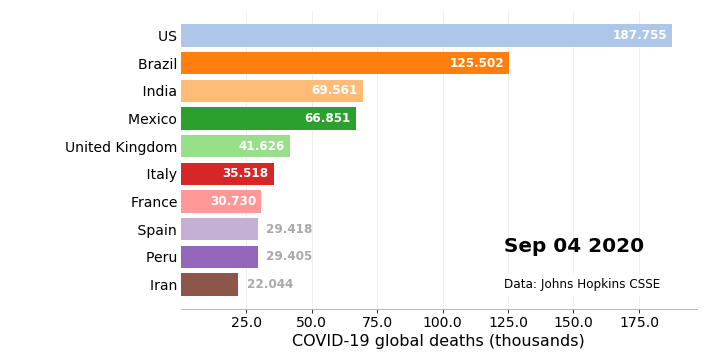 US 187.755
Brazil 125.502
India 69.561
Mexico 66.851
United Kingdom 41.626
Italy 35.518
France 30.730
Spain 29.418
Peru 29.405
Iran 22.044
Sep 04 2020
Data: Johns Hopkins CSSE
25.0 50.0 75.0 100.0 125.0 150.0 175.0
COVID-19 global deaths (thousands)